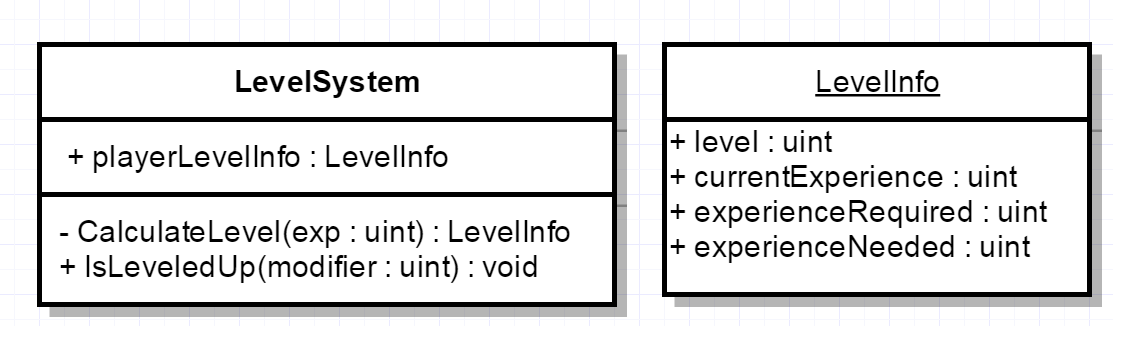 LevelSystem
+ playerLevelInfo : LevelInfo
- CalculateLevel(exp : uint) : LevelInfo
+ IsLeveledUp(modifier : uint) : void
LevelInfo
+ level : uint
+ currentExperience : uint
+ experienceRequired : uint
+ experienceNeeded : uint